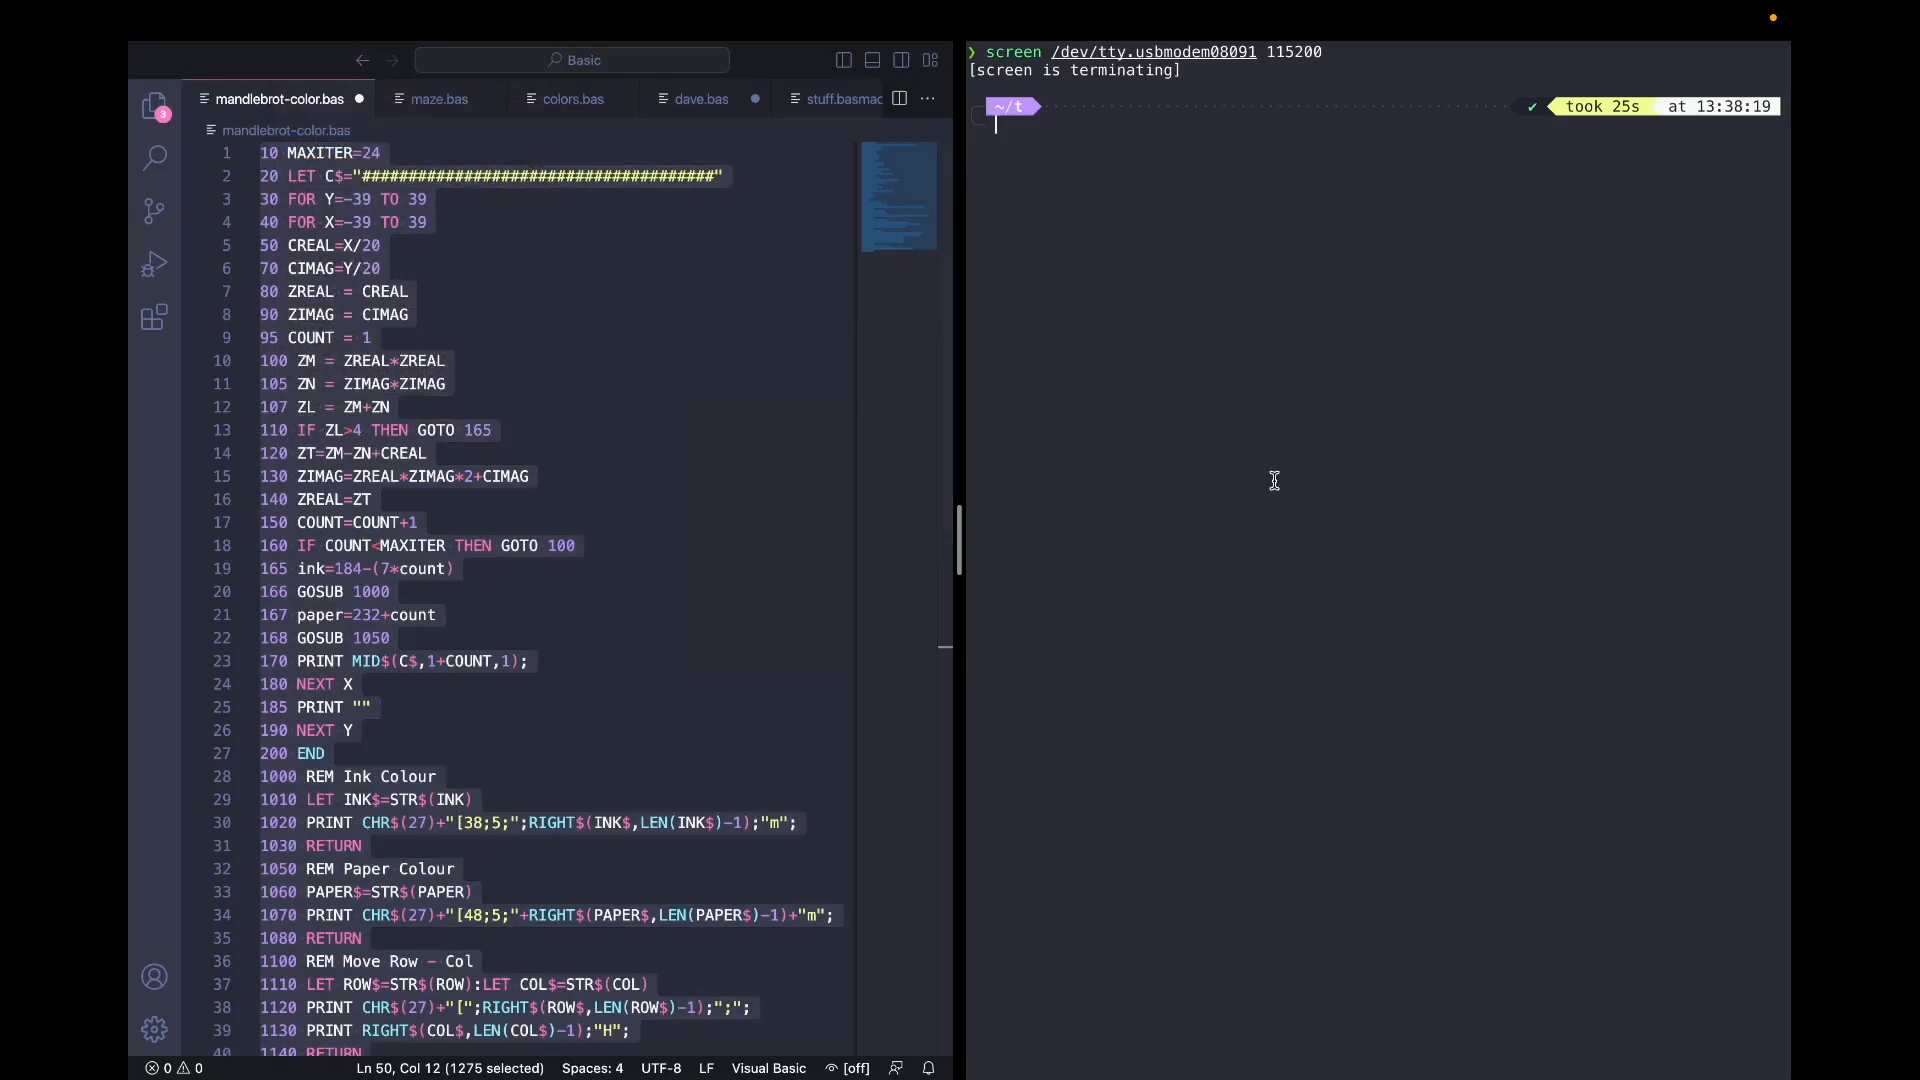 Basic
mandlebrot-color.bas
maze.bas
colors.bas
dave.bas
stuff.basmac
3
mandlebrot-color.bas
1 10 MAXITER=24
2 20 LET C$="######################################"
3 30 FOR Y=-39 TO 39
4 40 FOR X=-39 TO 39
5 50 CREAL=X/20
6 70 CIMAG=Y/20
7 80 ZREAL = CREAL
8 90 ZIMAG = CIMAG
9 95 COUNT = 1
10 100 ZM = ZREAL*ZREAL
11 105 ZN = ZIMAG*ZIMAG
12 107 ZL = ZM+ZN
13 110 IF ZL>4 THEN GOTO 165
14 120 ZT=ZM-ZN+CREAL
15 130 ZIMAG=ZREAL*ZIMAG*2+CIMAG
16 140 ZREAL=ZT
17 150 COUNT=COUNT+1
18 160 IF COUNT<MAXITER THEN GOTO 100
19 165 ink=184-(7*count)
20 166 GOSUB 1000
21 167 paper=232+count
22 168 GOSUB 1050
23 170 PRINT MID$(C$,1+COUNT,1);
24 180 NEXT X
25 185 PRINT ""
26 190 NEXT Y
27 200 END
28 1000 REM Ink Colour
29 1010 LET INK$=STR$(INK)
30 1020 PRINT CHR$(27)+"[38;5;";RIGHT$(INK$,LEN(INK$)-1);"m";
31 1030 RETURN
32 1050 REM Paper Colour
33 1060 PAPER$=STR$(PAPER)
34 1070 PRINT CHR$(27)+"[48;5;"+RIGHT$(PAPER$,LEN(PAPER$)-1)+"m";
35 1080 RETURN
36 1100 REM Move Row - Col
37 1110 LET ROW$=STR$(ROW):LET COL$=STR$(COL)
38 1120 PRINT CHR$(27)+"[";RIGHT$(ROW$,LEN(ROW$)-1);";";
39 1130 PRINT RIGHT$(COL$,LEN(COL$)-1);"H";
40 1140 RETURN
0 0 Ln 50, Col 12 (1275 selected) Spaces: 4 UTF-8 LF Visual Basic [off]
❯ screen /dev/tty.usbmodem08091 115200
[screen is terminating]
~/t ✔ took 25s at 13:38:19